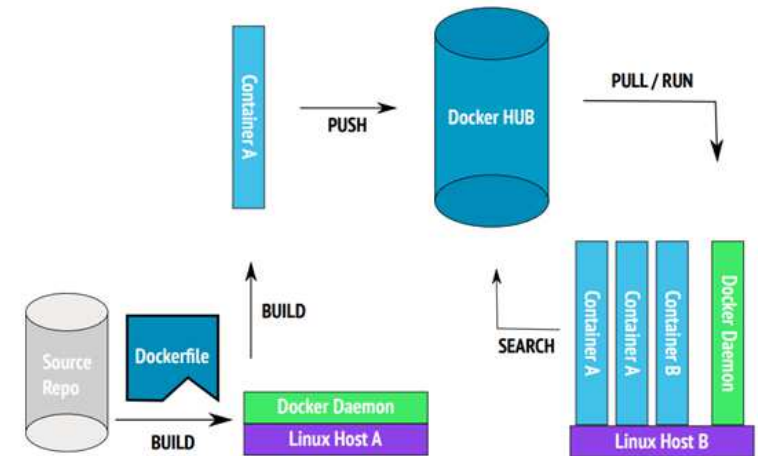 Container A
PUSH
Docker HUB
PULL / RUN
BUILD
SEARCH
Source
Repo
Dockerfile
BUILD
Docker Daemon
Linux Host A
Container A
Container A
Container B
Docker Daemon
Linux Host B